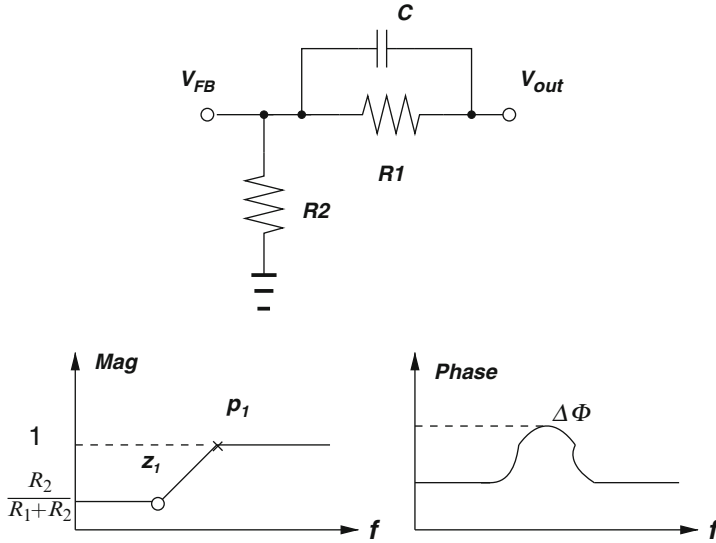 C
V_FB
V_out
R1
R2
Mag
p_1
1
z_1
R_2
R_1+R_2
f
Phase
ΔΦ
f